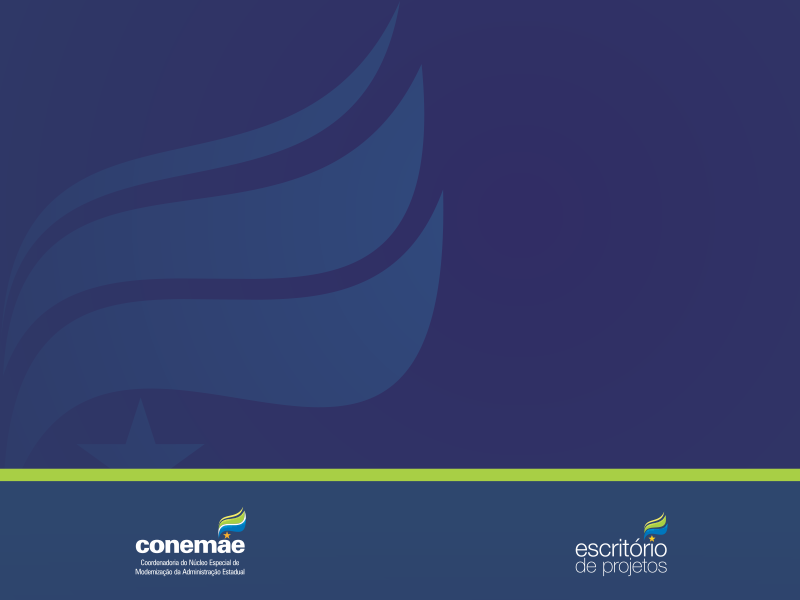 conemae
Coordenadoria do Núcleo Especial de
Modernização da Administração Estadual
escritório
de projetos